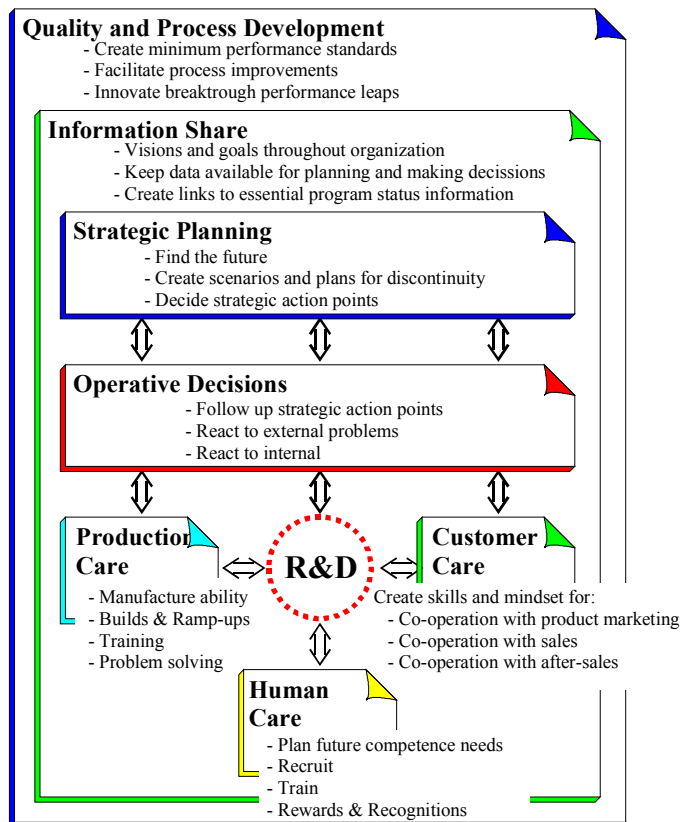 Quality and Process Development
- Create minimum performance standards
- Facilitate process improvements
- Innovate breaktrough performance leaps
Information Share
- Visions and goals throughout organization
- Keep data available for planning and making decissions
- Create links to essential program status information
Strategic Planning
- Find the future
- Create scenarios and plans for discontinuity
- Decide strategic action points
Operative Decisions
- Follow up strategic action points
- React to external problems
- React to internal
Production
Care
- Manufacture ability
- Builds & Ramp-ups
- Training
- Problem solving
R&D
Customer
Care
Create skills and mindset for:
- Co-operation with product marketing
- Co-operation with sales
- Co-operation with after-sales
Human
Care
- Plan future competence needs
- Recruit
- Train
- Rewards & Recognitions